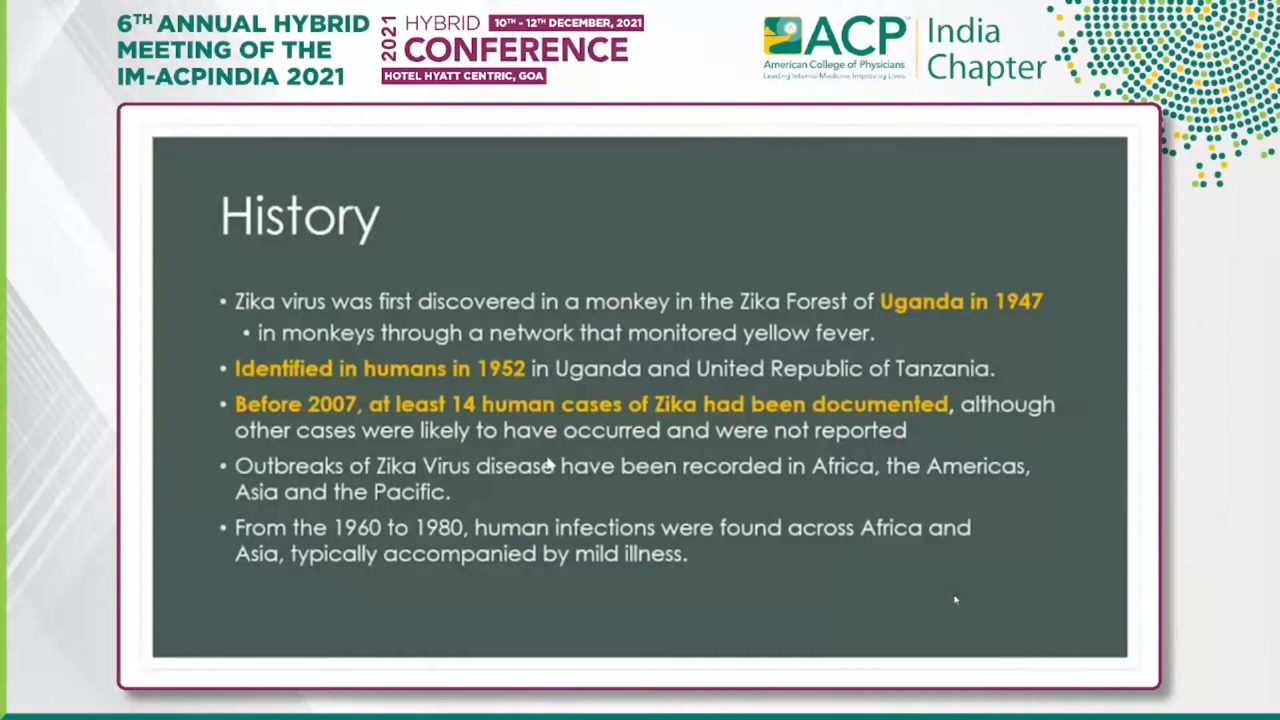 6TH ANNUAL HYBRID
MEETING OF THE
IM-ACPINDIA 2021
2021
HYBRID 10TH - 12TH DECEMBER, 2021
CONFERENCE
HOTEL HYATT CENTRIC, GOA
ACP
American College of Physicians
Leading Internal Medicine, Improving Lives
India
Chapter
History
• Zika virus was first discovered in a monkey in the Zika Forest of Uganda in 1947
• in monkeys through a network that monitored yellow fever.
• Identified in humans in 1952 in Uganda and United Republic of Tanzania.
• Before 2007, at least 14 human cases of Zika had been documented, although
other cases were likely to have occurred and were not reported
• Outbreaks of Zika Virus disease have been recorded in Africa, the Americas,
Asia and the Pacific.
• From the 1960 to 1980, human infections were found across Africa and
Asia, typically accompanied by mild illness.